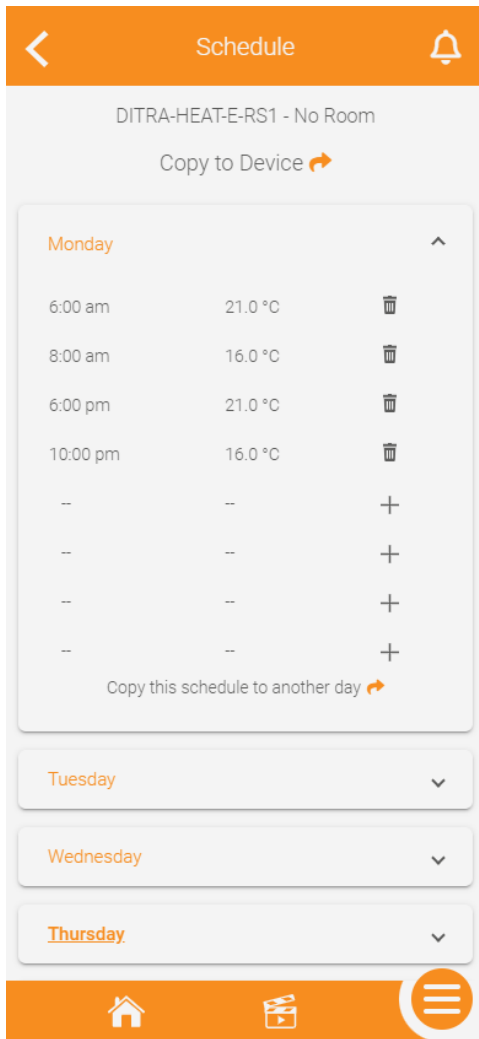 Schedule
DITRA-HEAT-E-RS1 - No Room
Copy to Device
Monday
6:00 am 21.0 °C
8:00 am 16.0 °C
6:00 pm 21.0 °C
10:00 pm 16.0 °C
-- --
-- --
-- --
-- --
Copy this schedule to another day
Tuesday
Wednesday
Thursday